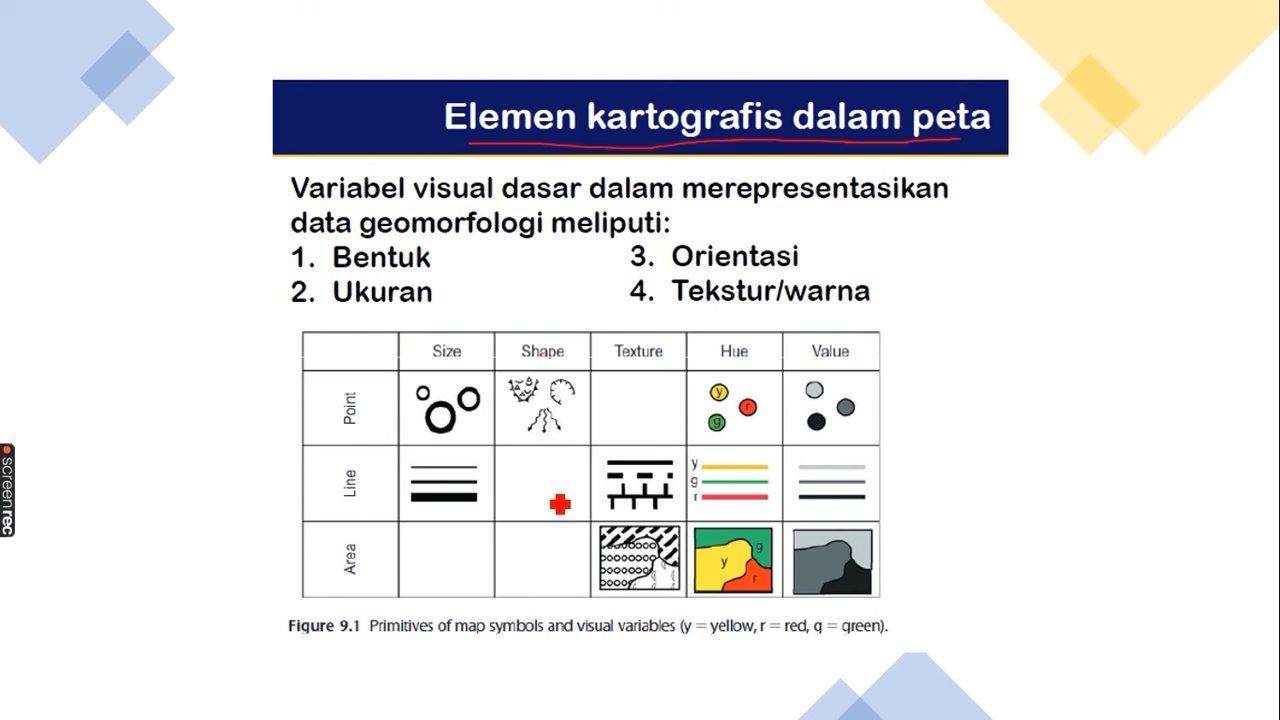 Elemen kartografis dalam peta
Variabel visual dasar dalam merepresentasikan
data geomorfologi meliputi:
1. Bentuk
2. Ukuran
3. Orientasi
4. Tekstur/warna
Size Shape Texture Hue Value
Point
y
r
g
Line
y
g
r
Area
g
y
r
Figure 9.1 Primitives of map symbols and visual variables (y = yellow, r = red, g = green).
screenrec